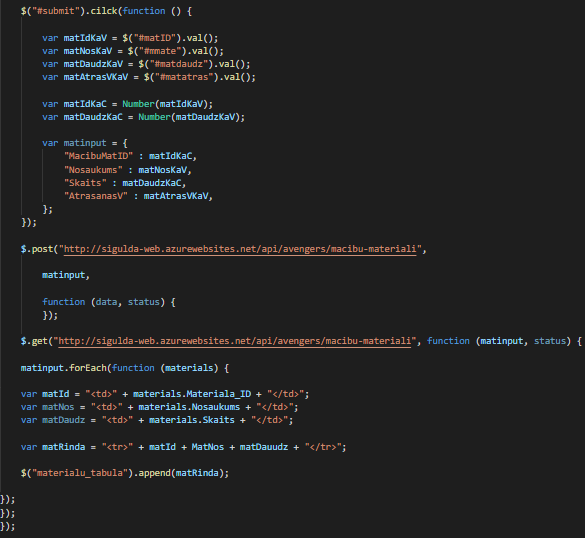 $("#submit").cilck(function () {
var matIdKaV = $("#matID").val();
var matNosKaV = $("#nmate").val();
var matDaudzKaV = $("#matdaudz").val();
var matAtrasVKaV = $("#matatras").val();
var matIdKaC = Number(matIdKaV);
var matDaudzKaC = Number(matDaudzKaV);
var matinput = {
"MacibuMatID" : matIdKaC,
"Nosaukums" : matNosKaV,
"Skaits" : matDaudzKaC,
"AtrasanasV" : matAtrasVKaV,
};
});
$.post("http://sigulda-web.azurewebsites.net/api/avengers/macibu-materiali",
matinput,
function (data, status) {
});
$.get("http://sigulda-web.azurewebsites.net/api/avengers/macibu-materiali", function (matinput, status) {
matinput.forEach(function (materials) {
var matId = "<td>" + materials.Materiala_ID + "</td>";
var matNos = "<td>" + materials.Nosaukums + "</td>";
var matDaudz = "<td>" + materials.Skaits + "</td>";
var matRinda = "<tr>" + matId + MatNos + matDauudz + "</tr>";
$("materialu_tabula").append(matRinda);
});
});
});